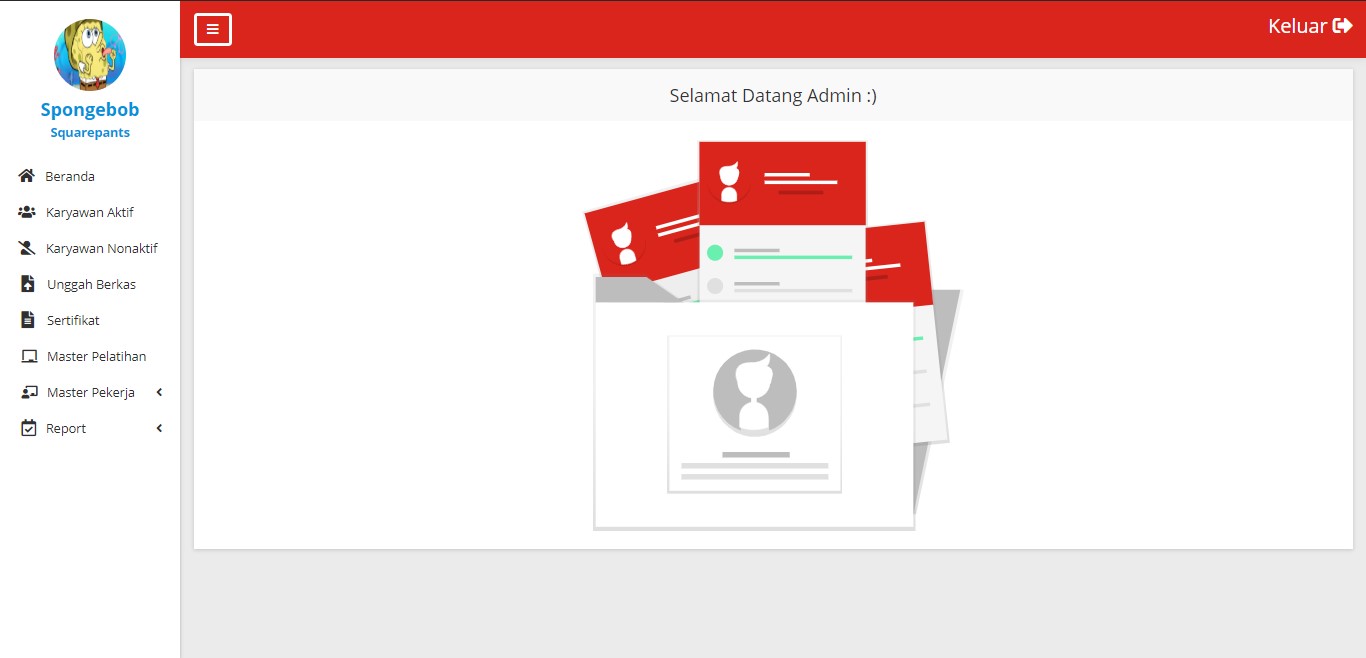 Spongebob
Squarepants
Beranda
Karyawan Aktif
Karyawan Nonaktif
Unggah Berkas
Sertifikat
Master Pelatihan
Master Pekerja
Report
Keluar
Selamat Datang Admin :)